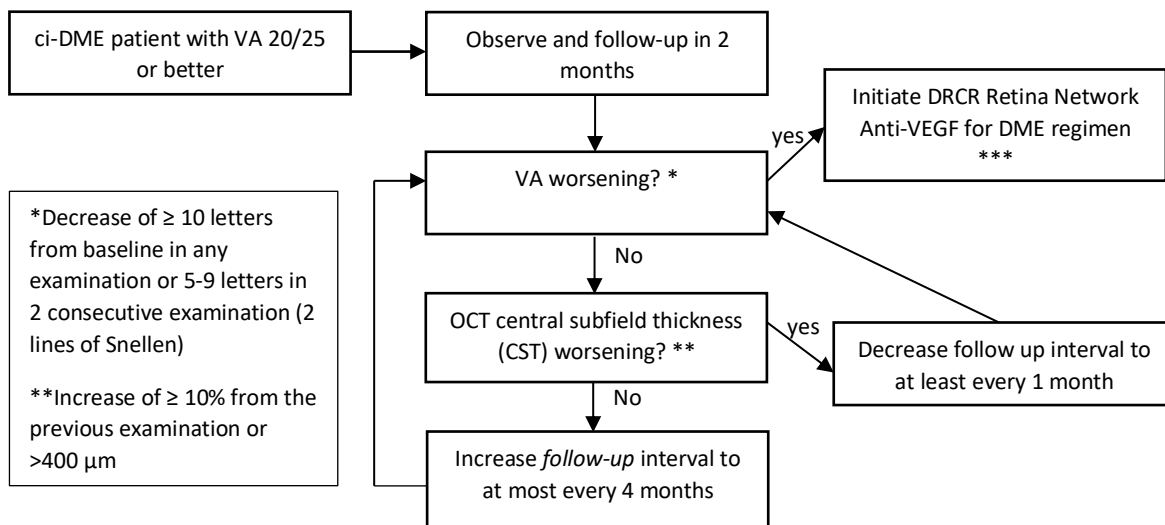 ci-DME patient with VA 20/25
or better
Observe and follow-up in 2
months
Initiate DRCR Retina Network
Anti-VEGF for DME regimen
***
yes
VA worsening? *
No
OCT central subfield thickness
(CST) worsening? **
yes
Decrease follow up interval to
at least every 1 month
No
Increase follow-up interval to
at most every 4 months
*Decrease of ≥ 10 letters
from baseline in any
examination or 5-9 letters in
2 consecutive examination (2
lines of Snellen)
**Increase of ≥ 10% from the
previous examination or
>400 µm